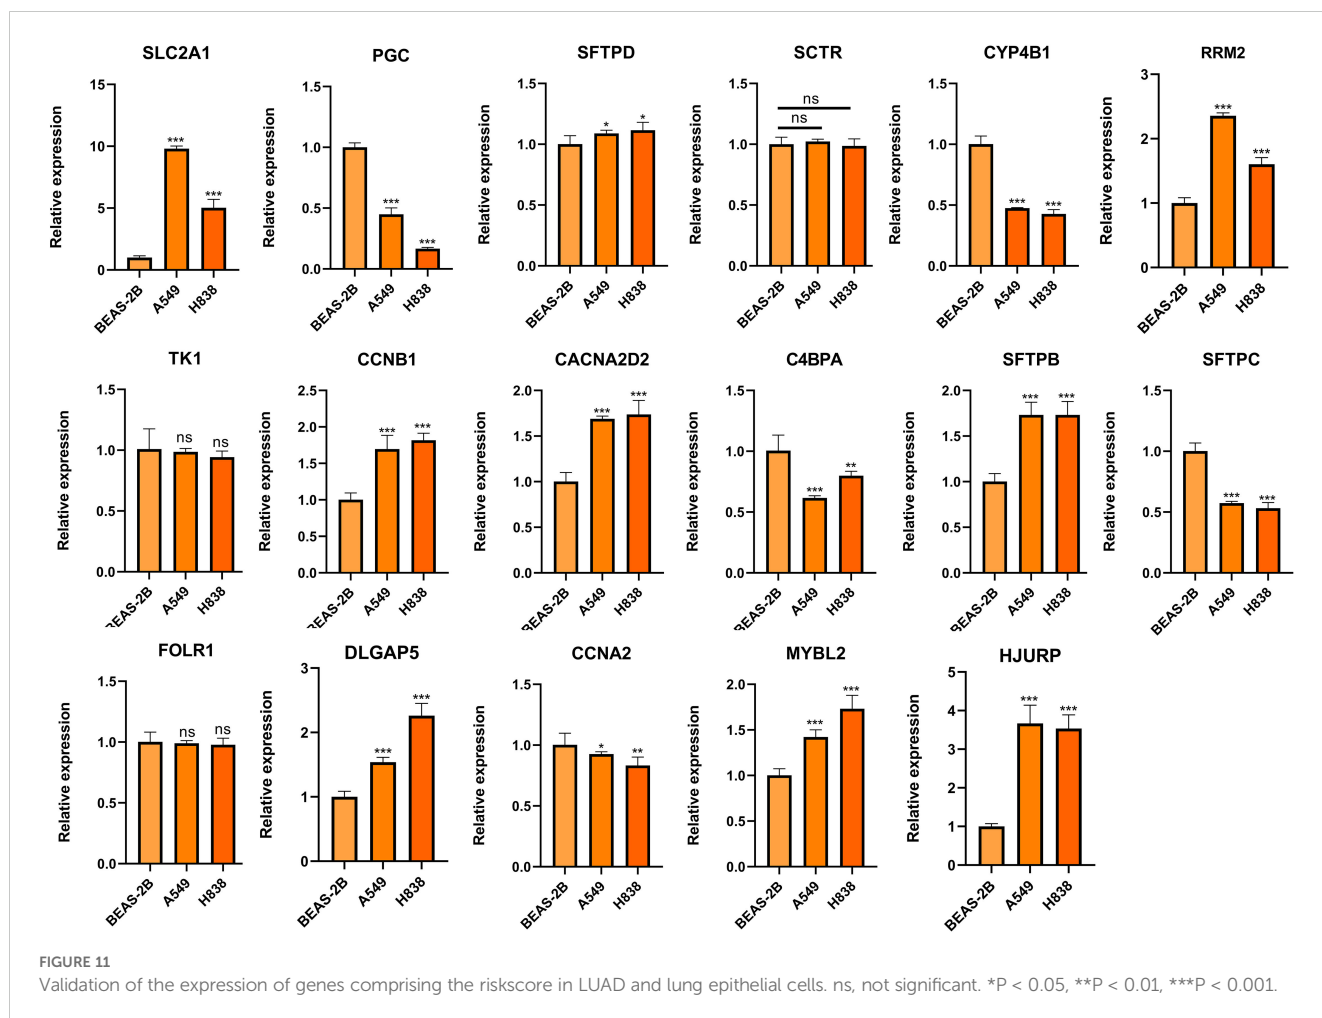 SLC2A1
PGC
SFTPD
SCTR
CYP4B1
RRM2
Relative expression
15
10
5
0
***
***
BEAS-2B
A549
H838
Relative expression
1.5
1.0
0.5
0.0
***
***
BEAS-2B
A549
H838
Relative expression
1.5
1.0
0.5
0.0
*
*
BEAS-2B
A549
H838
Relative expression
1.5
1.0
0.5
0.0
ns
ns
BEAS-2B
A549
H838
Relative expression
1.5
1.0
0.5
0.0
***
***
BEAS-2B
A549
H838
Relative expression
3
2
1
0
***
***
BEAS-2B
A549
H838
TK1
CCNB1
CACNA2D2
C4BPA
SFTPB
SFTPC
Relative expression
1.5
1.0
0.5
0.0
ns
ns
BEAS-2B
A549
H838
Relative expression
2.5
2.0
1.5
1.0
0.5
0.0
***
***
BEAS-2B
A549
H838
Relative expression
2.0
1.5
1.0
0.5
0.0
***
***
BEAS-2B
A549
H838
Relative expression
1.5
1.0
0.5
0.0
***
**
BEAS-2B
A549
H838
Relative expression
2.0
1.5
1.0
0.5
0.0
***
***
BEAS-2B
A549
H838
Relative expression
1.5
1.0
0.5
0.0
***
***
BEAS-2B
A549
H838
FOLR1
DLGAP5
CCNA2
MYBL2
HJURP
Relative expression
1.5
1.0
0.5
0.0
ns
ns
BEAS-2B
A549
H838
Relative expression
3
2
1
0
***
***
BEAS-2B
A549
H838
Relative expression
1.5
1.0
0.5
0.0
*
**
BEAS-2B
A549
H838
Relative expression
2.0
1.5
1.0
0.5
0.0
***
***
BEAS-2B
A549
H838
Relative expression
5
4
3
2
1
0
***
***
BEAS-2B
A549
H838
FIGURE 11
Validation of the expression of genes comprising the riskscore in LUAD and lung epithelial cells. ns, not significant. *P < 0.05, **P < 0.01, ***P < 0.001.